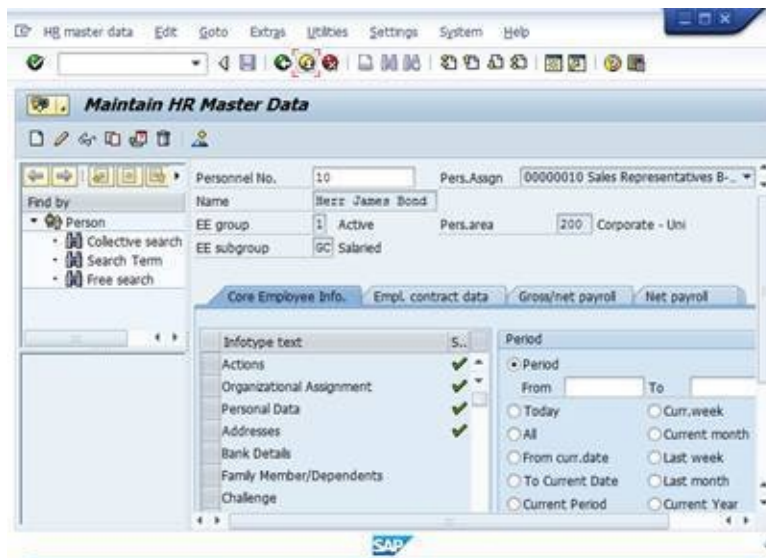 HR master data Edit Goto Extras Utilities Settings System Help
Maintain HR Master Data
Find by
Person
Collective search
Search Term
Free search
Personnel No. 10 Pers.Assgn 00000010 Sales Representatives B-..
Name Herr James Bond
EE group 1 Active Pers.area 200 Corporate - Uni
EE subgroup GC Salaried
Core Employee Info. Empl. contract data Gross/net payroll Net payroll
Infotype text S..
Actions
Organizational Assignment
Personal Data
Addresses
Bank Details
Family Member/Dependents
Challenge
Period
Period
From To
Today Curr.week
All Current month
From curr.date Last week
To Current Date Last month
Current Period Current Year
SAP